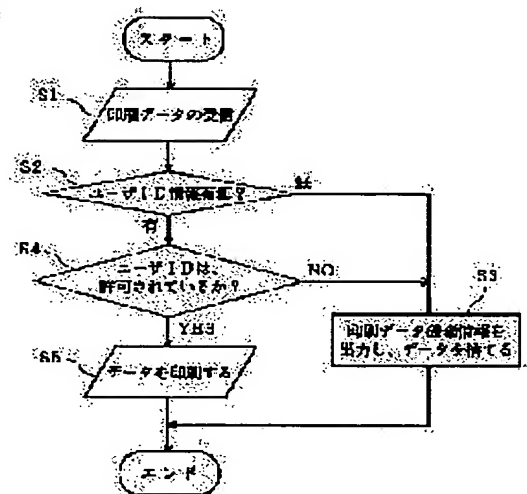 スタート
S1
印刷データの受信
S2
ユーザID情報有無?
無
有
S4
ユーザIDは、
許可されているか?
NO
S3
YES
印刷データ
情報を
出力し、データを捨てる
S5
データを印刷する
エンド